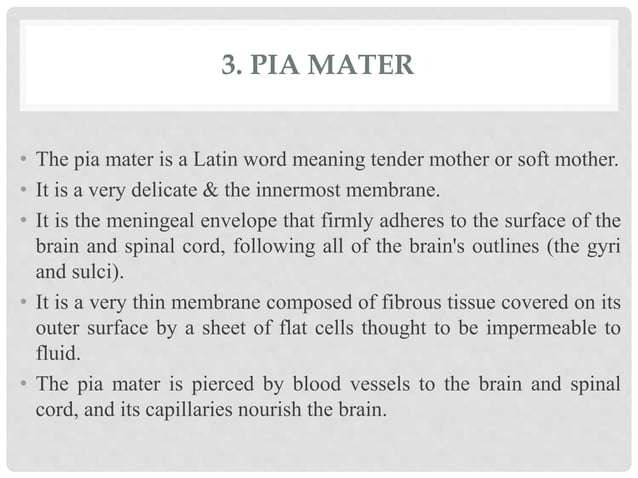 3. PIA MATER
• The pia mater is a Latin word meaning tender mother or soft mother.
• It is a very delicate & the innermost membrane.
• It is the meningeal envelope that firmly adheres to the surface of the
brain and spinal cord, following all of the brain's outlines (the gyri
and sulci).
• It is a very thin membrane composed of fibrous tissue covered on its
outer surface by a sheet of flat cells thought to be impermeable to
fluid.
• The pia mater is pierced by blood vessels to the brain and spinal
cord, and its capillaries nourish the brain.